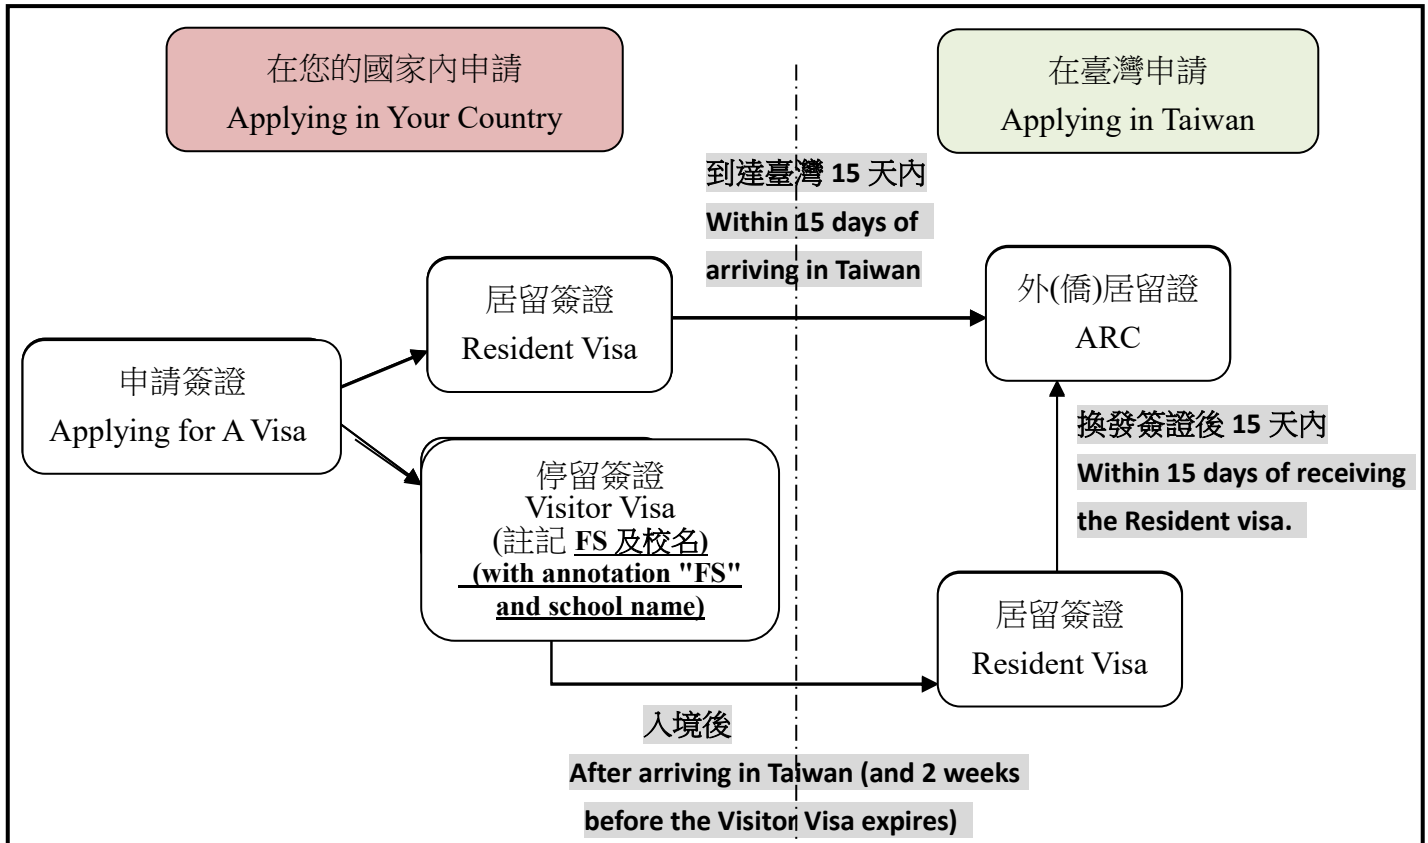 在您的國家內申請
Applying in Your Country
在臺灣申請
Applying in Taiwan
到達臺灣 15 天內
Within 15 days of
arriving in Taiwan
居留簽證
Resident Visa
外(僑)居留證
ARC
申請簽證
Applying for A Visa
換發簽證後 15 天內
Within 15 days of receiving
the Resident visa.
停留簽證
Visitor Visa
(註記 FS 及校名)
(with annotation "FS"
and school name)
居留簽證
Resident Visa
入境後
After arriving in Taiwan (and 2 weeks
before the Visitor Visa expires)